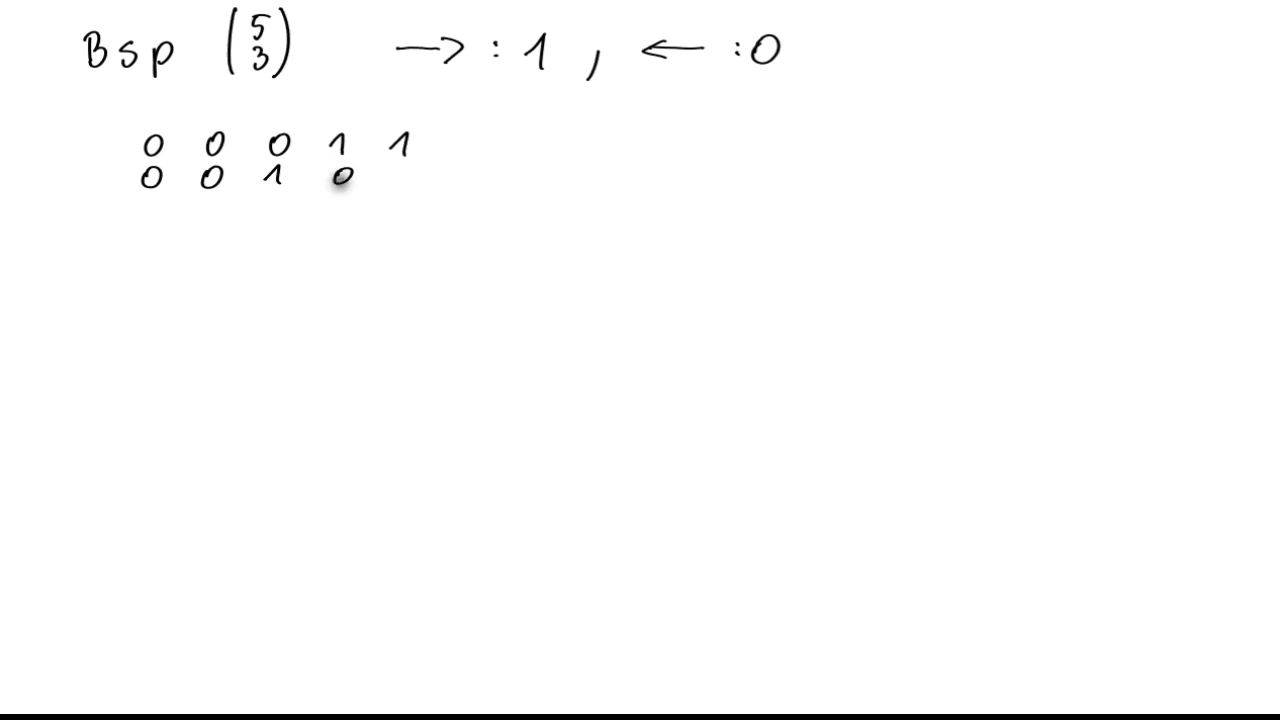 Bsp (5 3) → : 1 , ← : 0
0 0 0 1 1
0 0 1 0